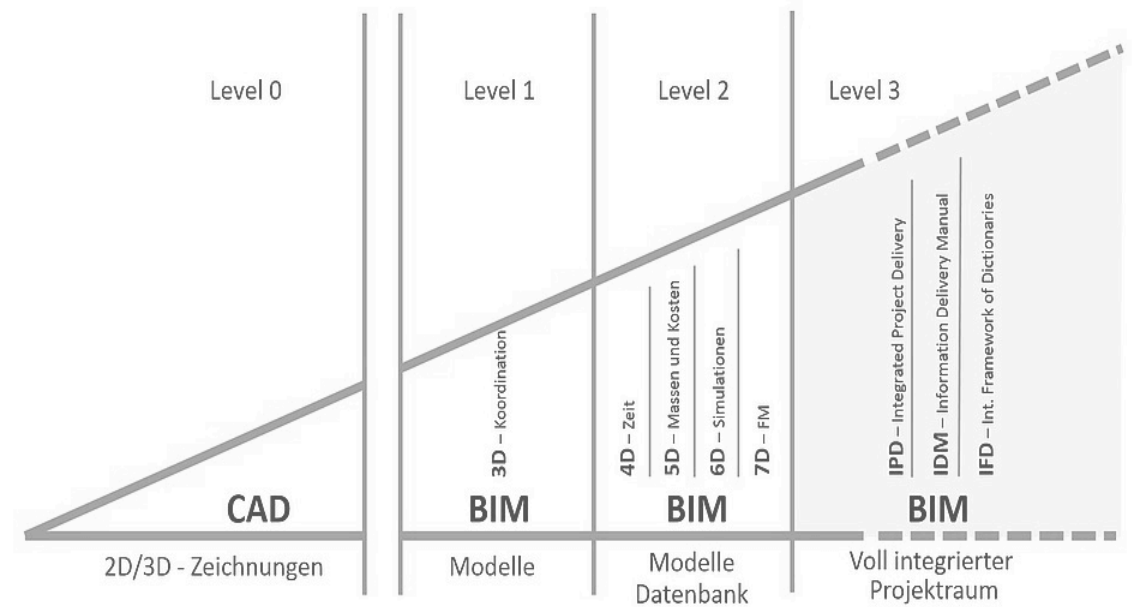 Level 0
Level 1
Level 2
Level 3
3D – Koordination
4D – Zeit
5D – Massen und Kosten
6D – Simulationen
7D – FM
IPD – Integrated Project Delivery
IDM – Information Delivery Manual
IFD – Int. Framework of Dictionaries
CAD
BIM
BIM
BIM
2D/3D - Zeichnungen
Modelle
Modelle
Datenbank
Voll integrierter
Projektraum